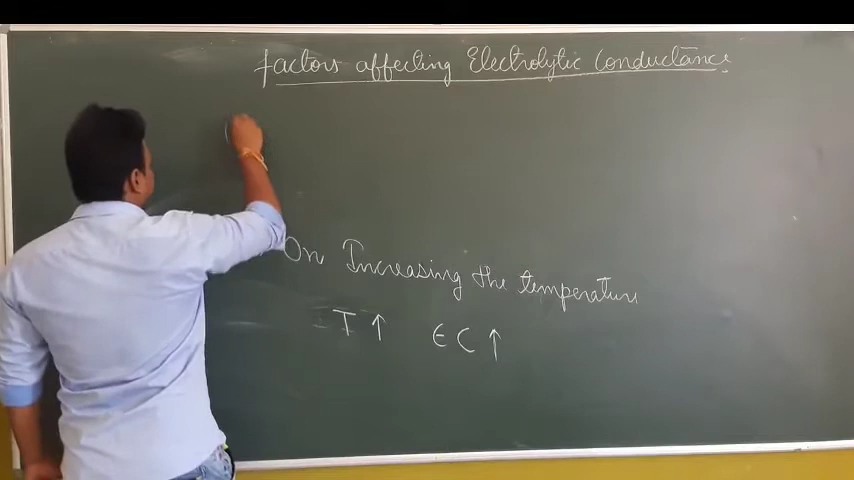 Factors affecting Electrolytic Conductance
On Increasing the temperature
T ↑ EC ↑